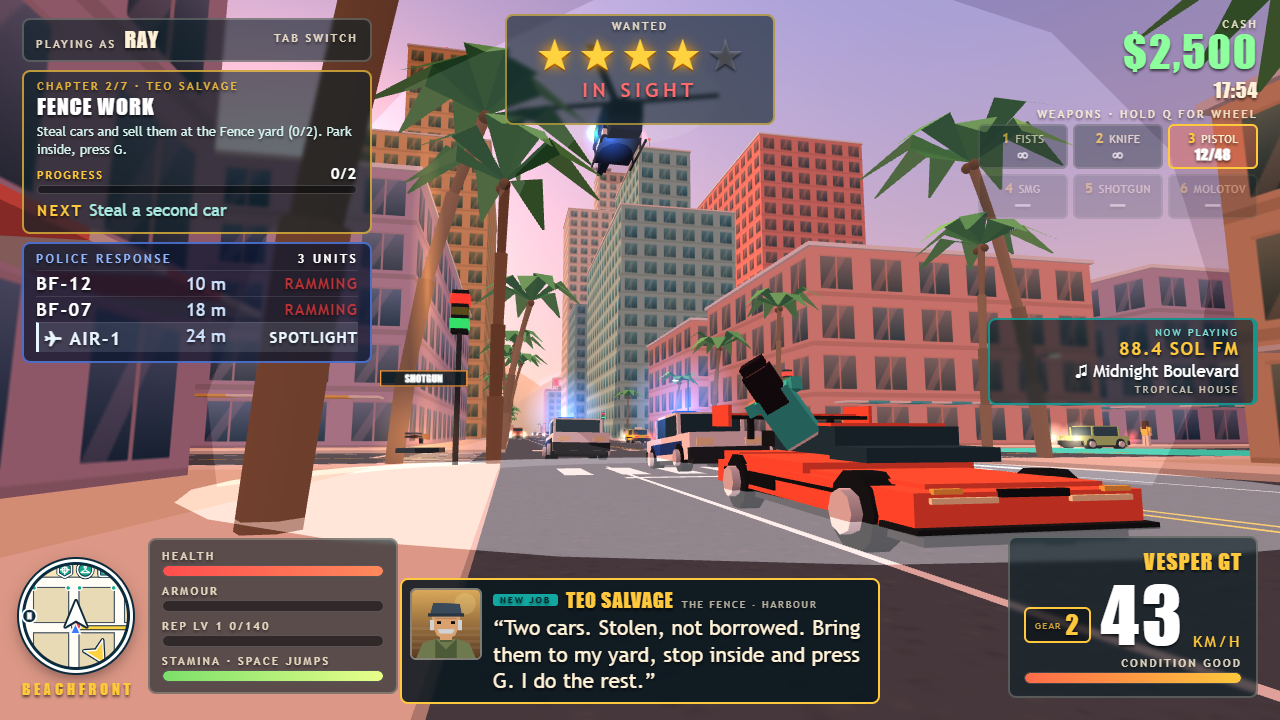 PLAYING AS RAY
TAB SWITCH
CHAPTER 2/7 · TEO SALVAGE
FENCE WORK
Steal cars and sell them at the Fence yard (0/2). Park
inside, press G.
PROGRESS 0/2
NEXT Steal a second car
POLICE RESPONSE 3 UNITS
BF-12 10 m RAMMING
BF-07 18 m RAMMING
AIR-1 24 m SPOTLIGHT
WANTED
IN SIGHT
CASH
$2,500
17:54
WEAPONS · HOLD Q FOR WHEEL
1 FISTS ∞
2 KNIFE ∞
3 PISTOL 12/48
4 SMG —
5 SHOTGUN —
6 MOLOTOV —
NOW PLAYING
88.4 SOL FM
♫ Midnight Boulevard
TROPICAL HOUSE
SHOTGUN
HEALTH
ARMOUR
REP LV 1 0/140
STAMINA · SPACE JUMPS
BEACHFRONT
NEW JOB TEO SALVAGE THE FENCE · HARBOUR
“Two cars. Stolen, not borrowed. Bring
them to my yard, stop inside and press
G. I do the rest.”
VESPER GT
GEAR 2
43 KM/H
CONDITION GOOD